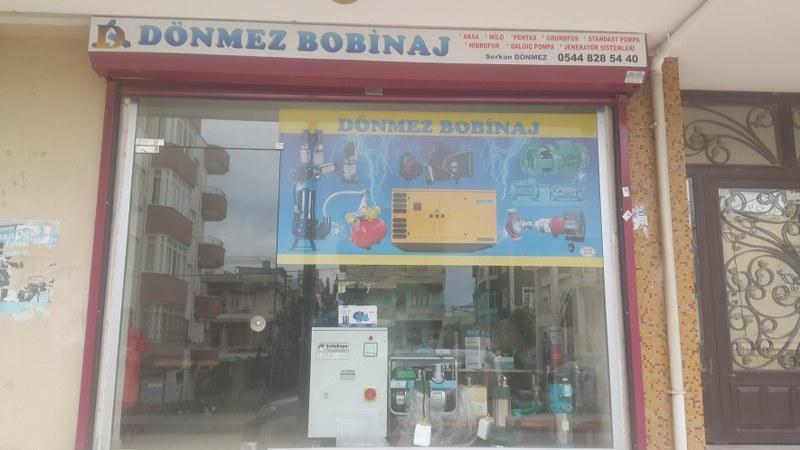 DÖNMEZ BOBİNAJ
* AKSA * WİLO * PENTAX * GRUNDFOS * STANDAST POMPA
* HİDROFOR * DALGIÇ POMPA * JENERATÖR SİSTEMLERİ
Serkan DÖNMEZ 0544 828 54 40
DÖNMEZ BOBİNAJ